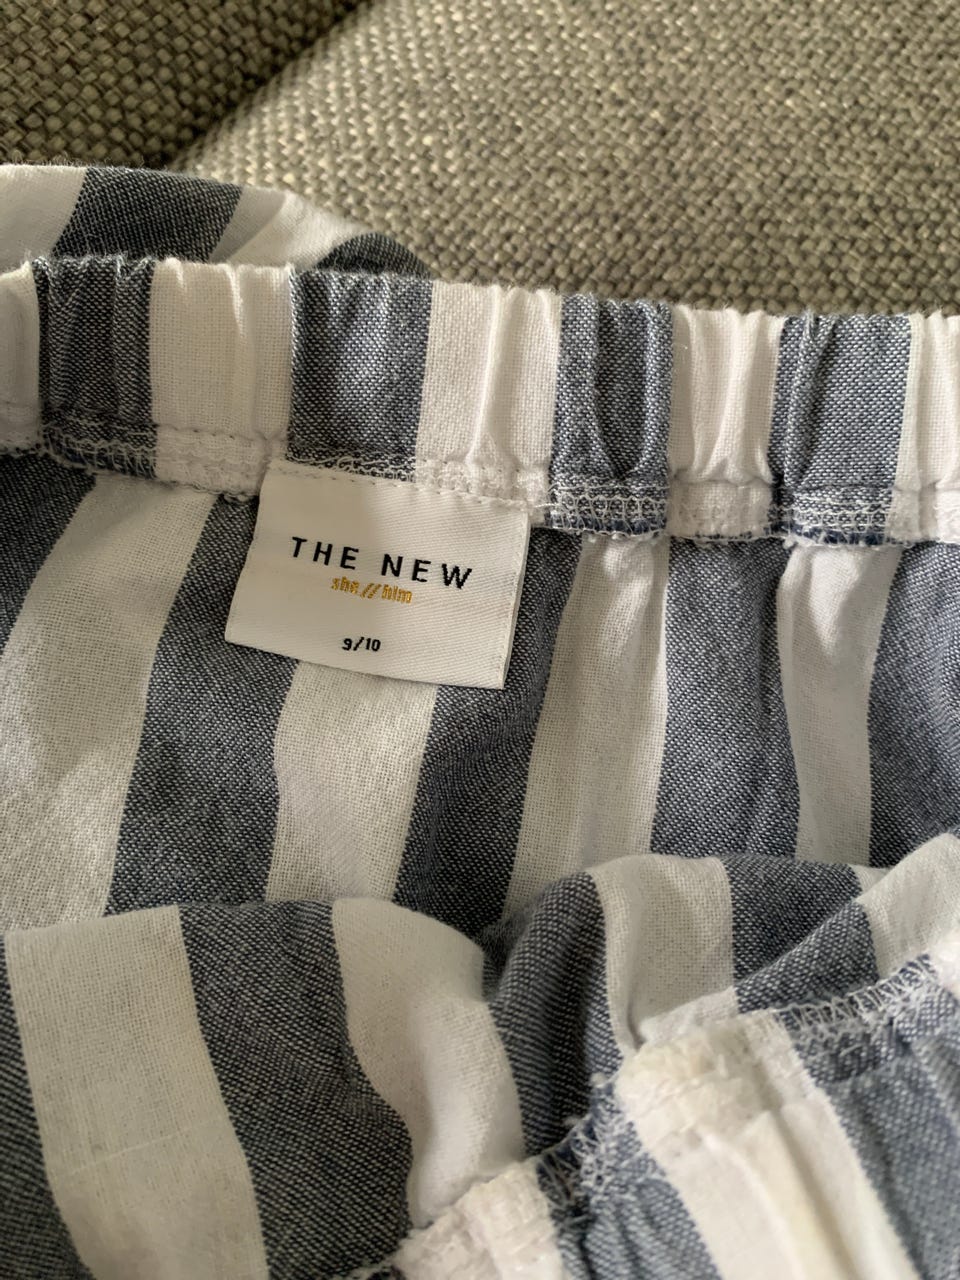 THE NEW
she // him
9/10